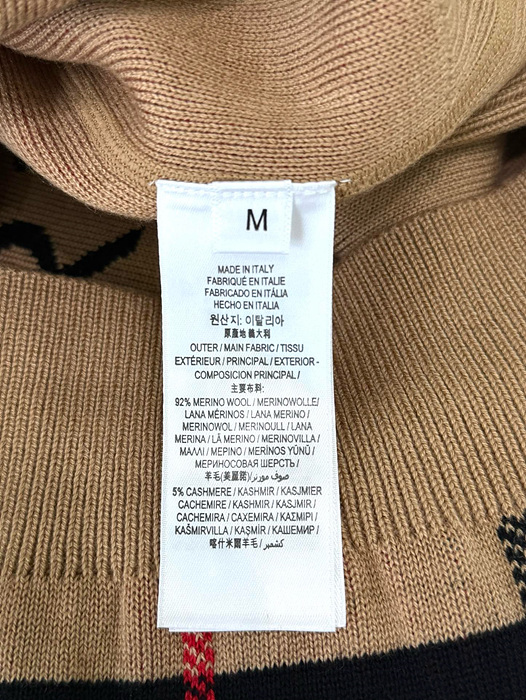 M
MADE IN ITALY
FABRIQUÉ EN ITALIE
FABRICADO EN ITÁLIA
HECHO EN ITALIA
원산지: 이탈리아
原產地 義大利
OUTER / MAIN FABRIC / TISSU
EXTÉRIEUR / PRINCIPAL / EXTERIOR -
COMPOSICION PRINCIPAL /
主要布料:
92% MERINO WOOL / MERINOWOLLE/
LANA MÉRINOS / LANA MERINO /
MERINOWOL / MERINOULL / LANA
MERINA / LÃ MERINO / MERINOVILLA /
ΜΑΛΛΙ / ΜΕΡΙΝΟ / MERİNOS YÜNÜ /
МЕРИНОСОВАЯ ШЕРСТЬ /
羊毛(美麗諾)/صوف مورنز
5% CASHMERE / KASHMIR / KASJMIER
CACHEMIRE / KASHMIR / KASJMIR /
CACHEMIRA / CAXEMIRA / ΚΑΣΜΙΡΙ /
KAŠMIRVILLA / KAŞMİR / КАШЕМИР /
喀什米爾羊毛/كشمير